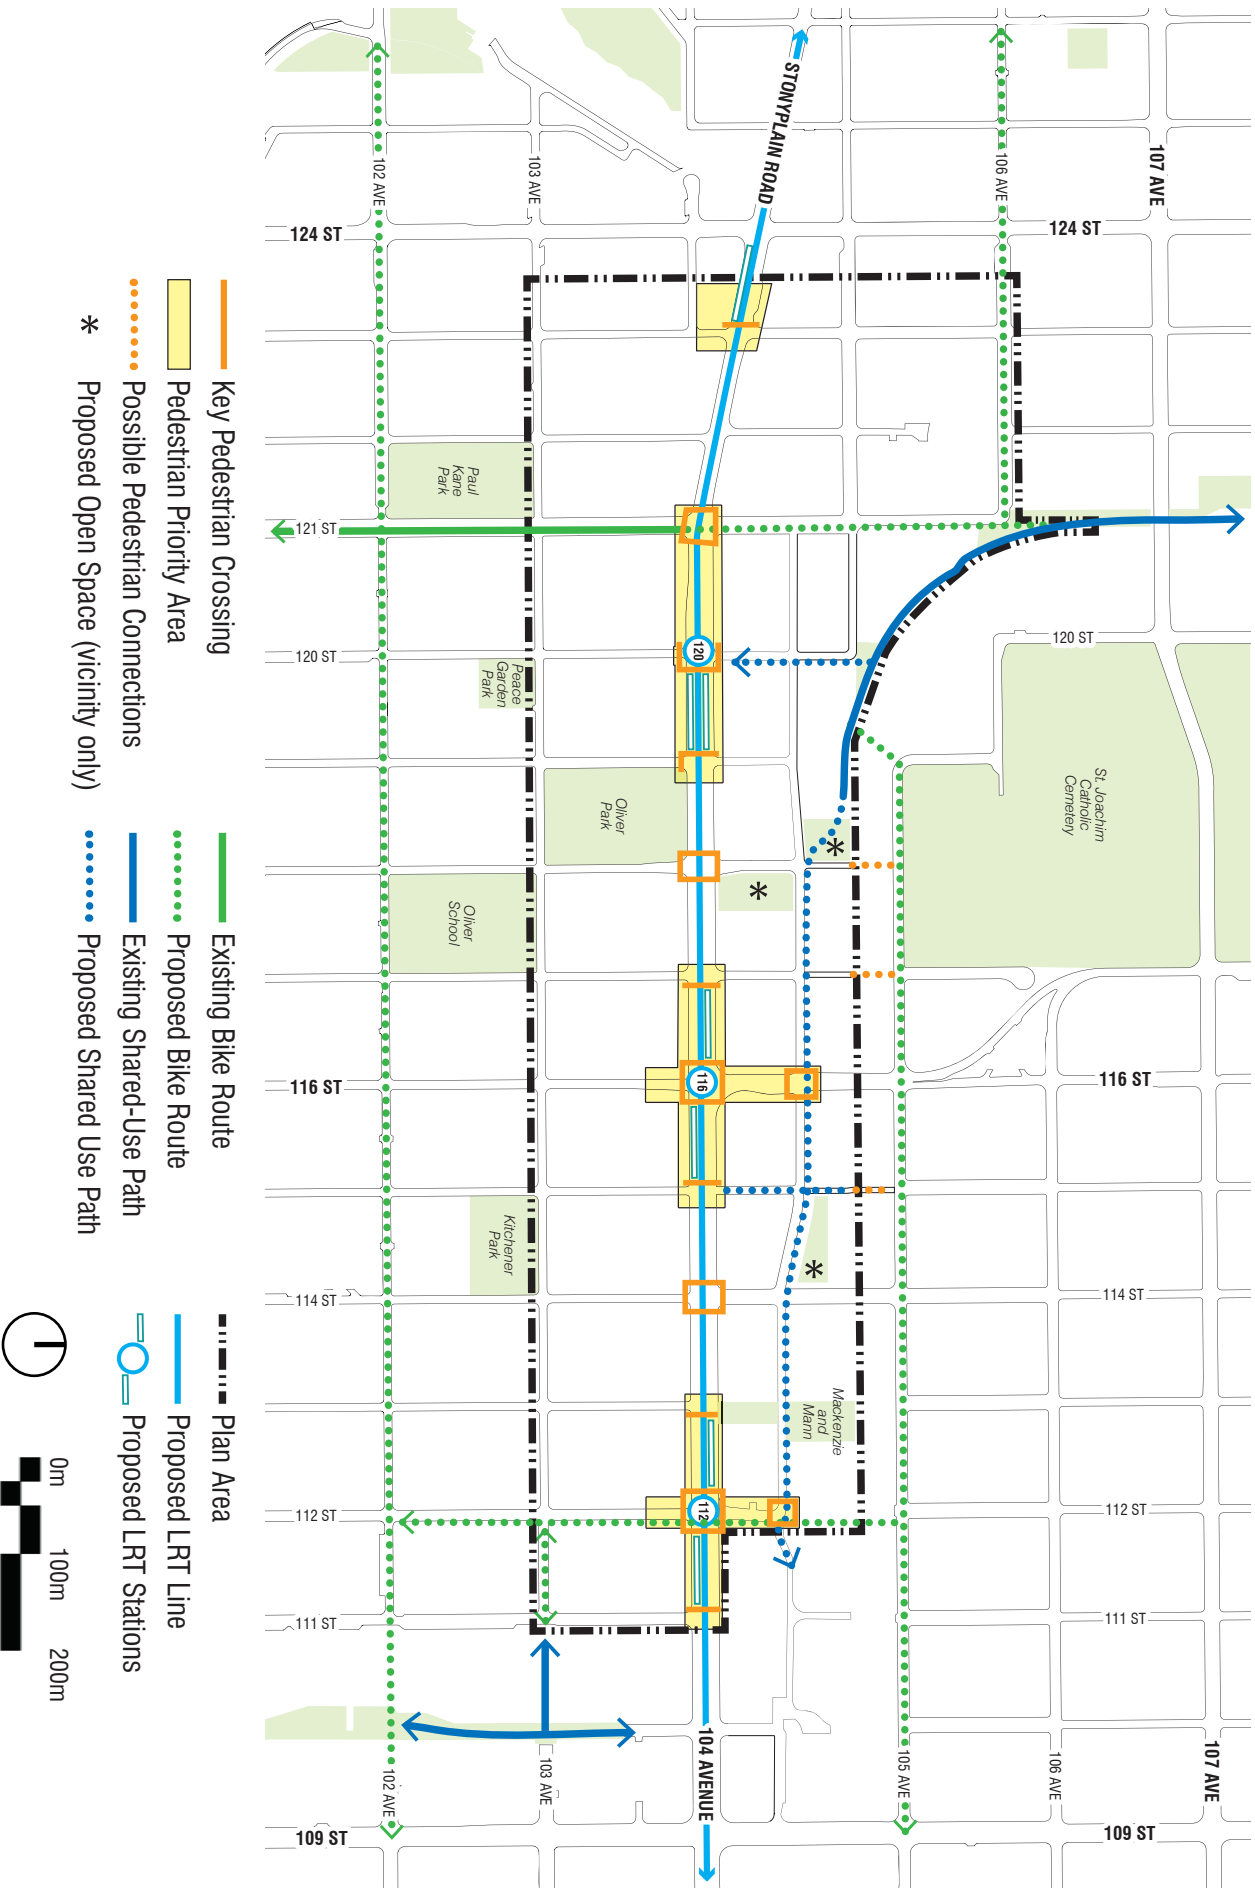 107 AVE
106 AVE
STONYPLAIN ROAD
103 AVE
102 AVE
124 ST
124 ST
Paul
Kane
Park
121 ST
120 ST
120 ST
120
Peace
Garden
Park
St. Joachim
Catholic
Cemetery
Oliver
Park
*
*
Oliver
School
116 ST
116
116 ST
Kitchener
Park
*
114 ST
114 ST
Mackenzie
and
Mann
112 ST
112
112 ST
111 ST
111 ST
107 AVE
106 AVE
105 AVE
104 AVENUE
103 AVE
102 AVE
109 ST
109 ST
Key Pedestrian Crossing
Pedestrian Priority Area
Possible Pedestrian Connections
* Proposed Open Space (vicinity only)
Existing Bike Route
Proposed Bike Route
Existing Shared-Use Path
Proposed Shared Use Path
Plan Area
Proposed LRT Line
Proposed LRT Stations
0m 100m 200m